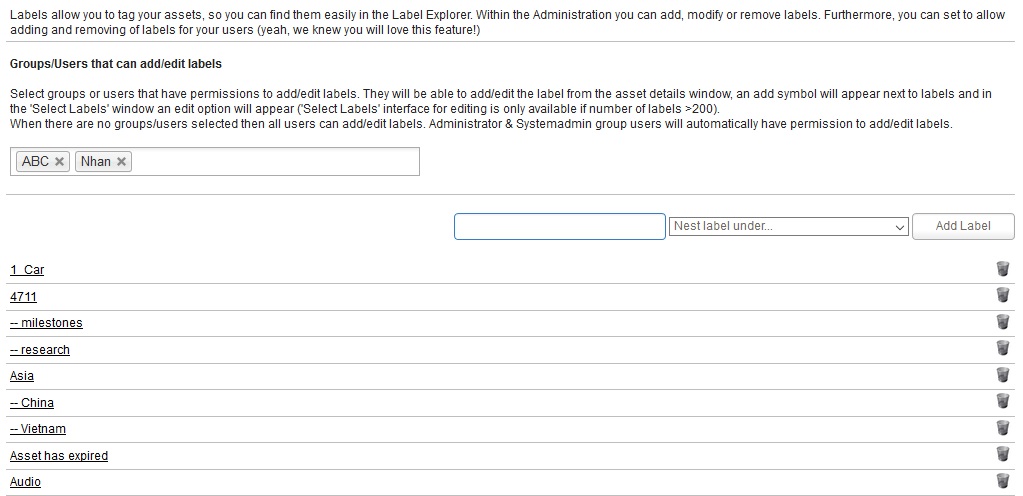 Labels allow you to tag your assets, so you can find them easily in the Label Explorer. Within the Administration you can add, modify or remove labels. Furthermore, you can set to allow
adding and removing of labels for your users (yeah, we knew you will love this feature!)
Groups/Users that can add/edit labels
Select groups or users that have permissions to add/edit labels. They will be able to add/edit the label from the asset details window, an add symbol will appear next to labels and in
the 'Select Labels' window an edit option will appear ('Select Labels' interface for editing is only available if number of labels >200).
When there are no groups/users selected then all users can add/edit labels. Administrator & Systemadmin group users will automatically have permission to add/edit labels.
ABC × Nhan ×
Nest label under... Add Label
1_Car
4711
-- milestones
-- research
Asia
-- China
-- Vietnam
Asset has expired
Audio